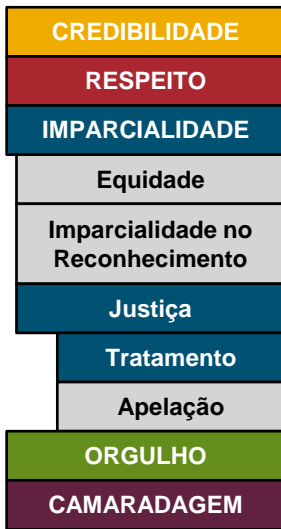 CREDIBILIDADE
RESPEITO
IMPARCIALIDADE
Equidade
Imparcialidade no
Reconhecimento
Justiça
Tratamento
Apelação
ORGULHO
CAMARADAGEM